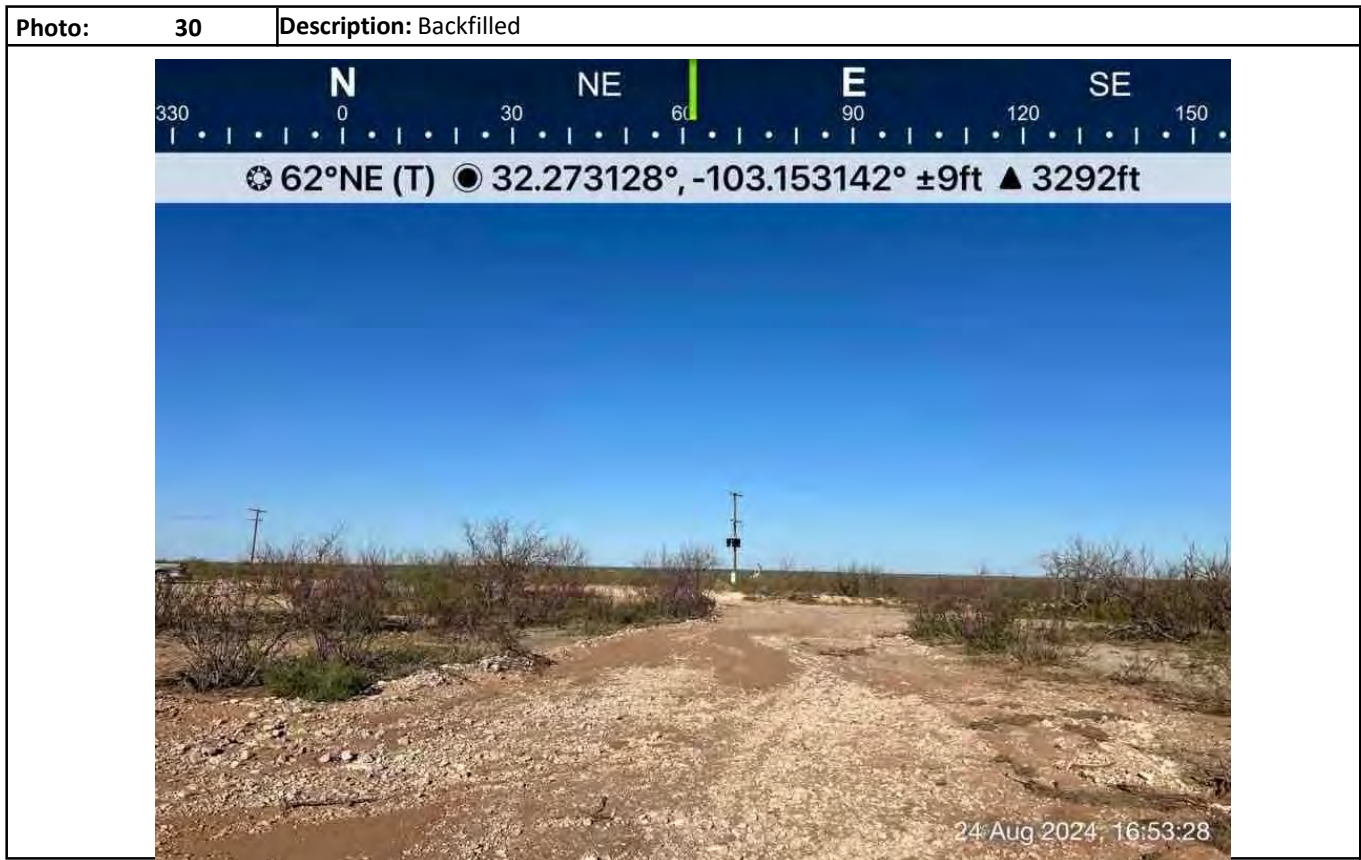 Photo: 30 Description: Backfilled
N NE E SE
330 0 30 60 90 120 150
62°NE (T) 32.273128°, -103.153142° ±9ft ▲ 3292ft
24 Aug 2024, 16:53:28